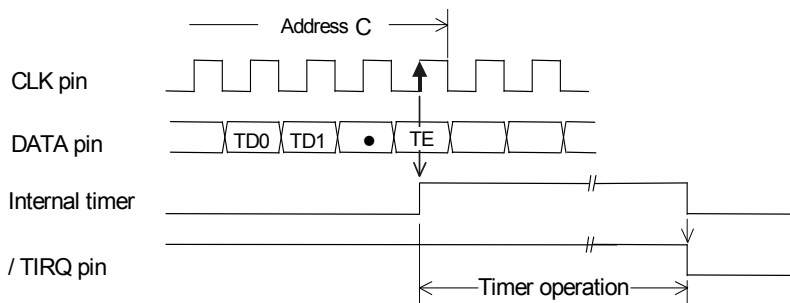 Address C
CLK pin
DATA pin
TD0 TD1 • TE
Internal timer
/ TIRQ pin
Timer operation